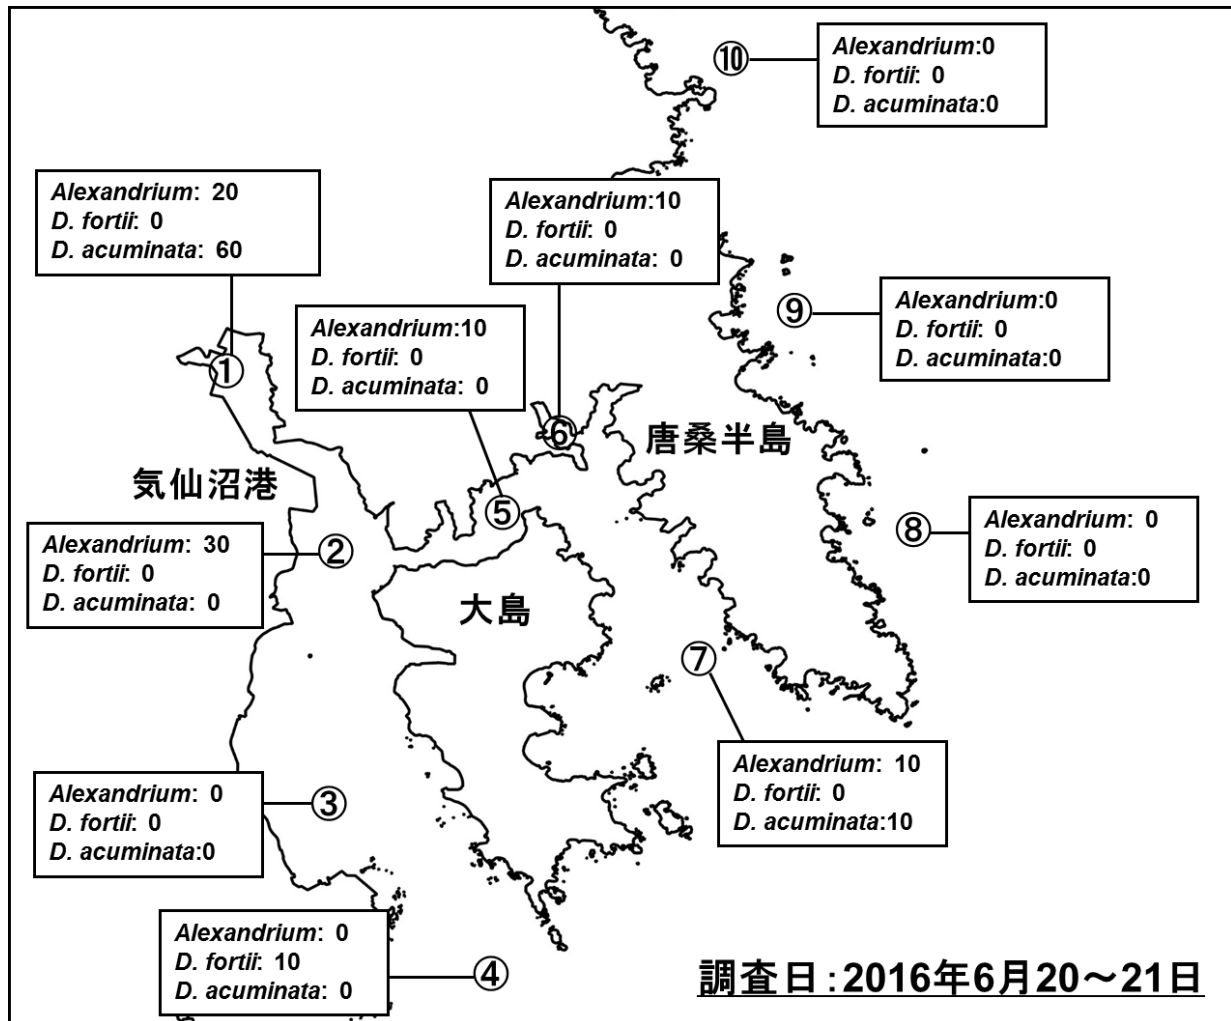 ⑩
Alexandrium:0
D. fortii: 0
D. acuminata:0
Alexandrium: 20
D. fortii: 0
D. acuminata: 60
①
Alexandrium:10
D. fortii: 0
D. acuminata: 0
⑥
Alexandrium:10
D. fortii: 0
D. acuminata: 0
⑤
⑨
Alexandrium:0
D. fortii: 0
D. acuminata:0
唐桑半島
気仙沼港
Alexandrium: 30
D. fortii: 0
D. acuminata: 0
②
⑧
Alexandrium: 0
D. fortii: 0
D. acuminata:0
大島
⑦
Alexandrium: 10
D. fortii: 0
D. acuminata:10
Alexandrium: 0
D. fortii: 0
D. acuminata:0
③
Alexandrium: 0
D. fortii: 10
D. acuminata: 0
④
調査日:2016年6月20～21日